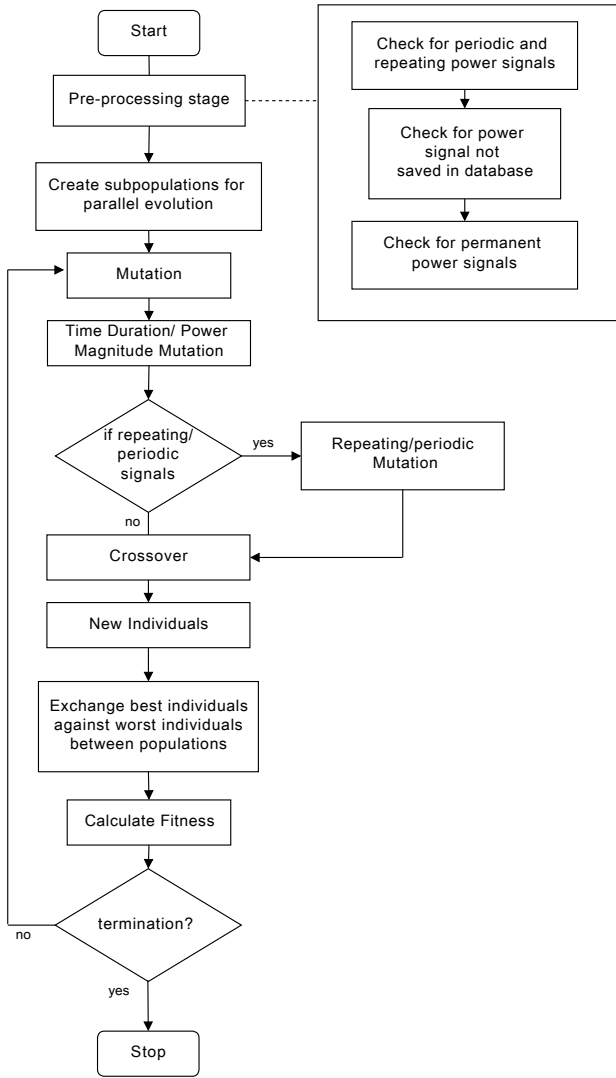 Start
Pre-processing stage
Check for periodic and
repeating power signals
Check for power
signal not
saved in database
Check for permanent
power signals
Create subpopulations for
parallel evolution
Mutation
Time Duration/ Power
Magnitude Mutation
if repeating/
periodic
signals
yes
Repeating/periodic
Mutation
no
Crossover
New Individuals
Exchange best individuals
against worst individuals
between populations
Calculate Fitness
termination?
no
yes
Stop